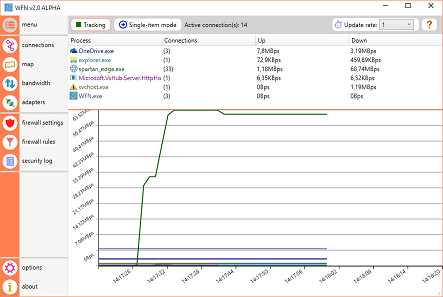 WFN v2.0 ALPHA
menu
Tracking
Single-item mode
Active connection(s): 14
Update rate: 1
?
Process Connections Up Down
OneDrive.exe (3) 7,8MBps 3,19MBps
explorer.exe (1) 72,9KBps 459,89KBps
spartan_edge.exe (33) 1,18MBps 68,74MBps
Microsoft.VsHub.Server.HttpHo (1) 6,35KBps 6,52KBps
svchost.exe (1) 0Bps 1,19MBps
WFN.exe (3) 0Bps 0Bps
connections
map
bandwidth
adapters
firewall settings
firewall rules
security log
options
about
0Bps
14:17:26
14:17:32
14:17:38
14:17:44
14:17:50
14:17:56
14:18:02
14:18:08
14:18:14
14:18:20